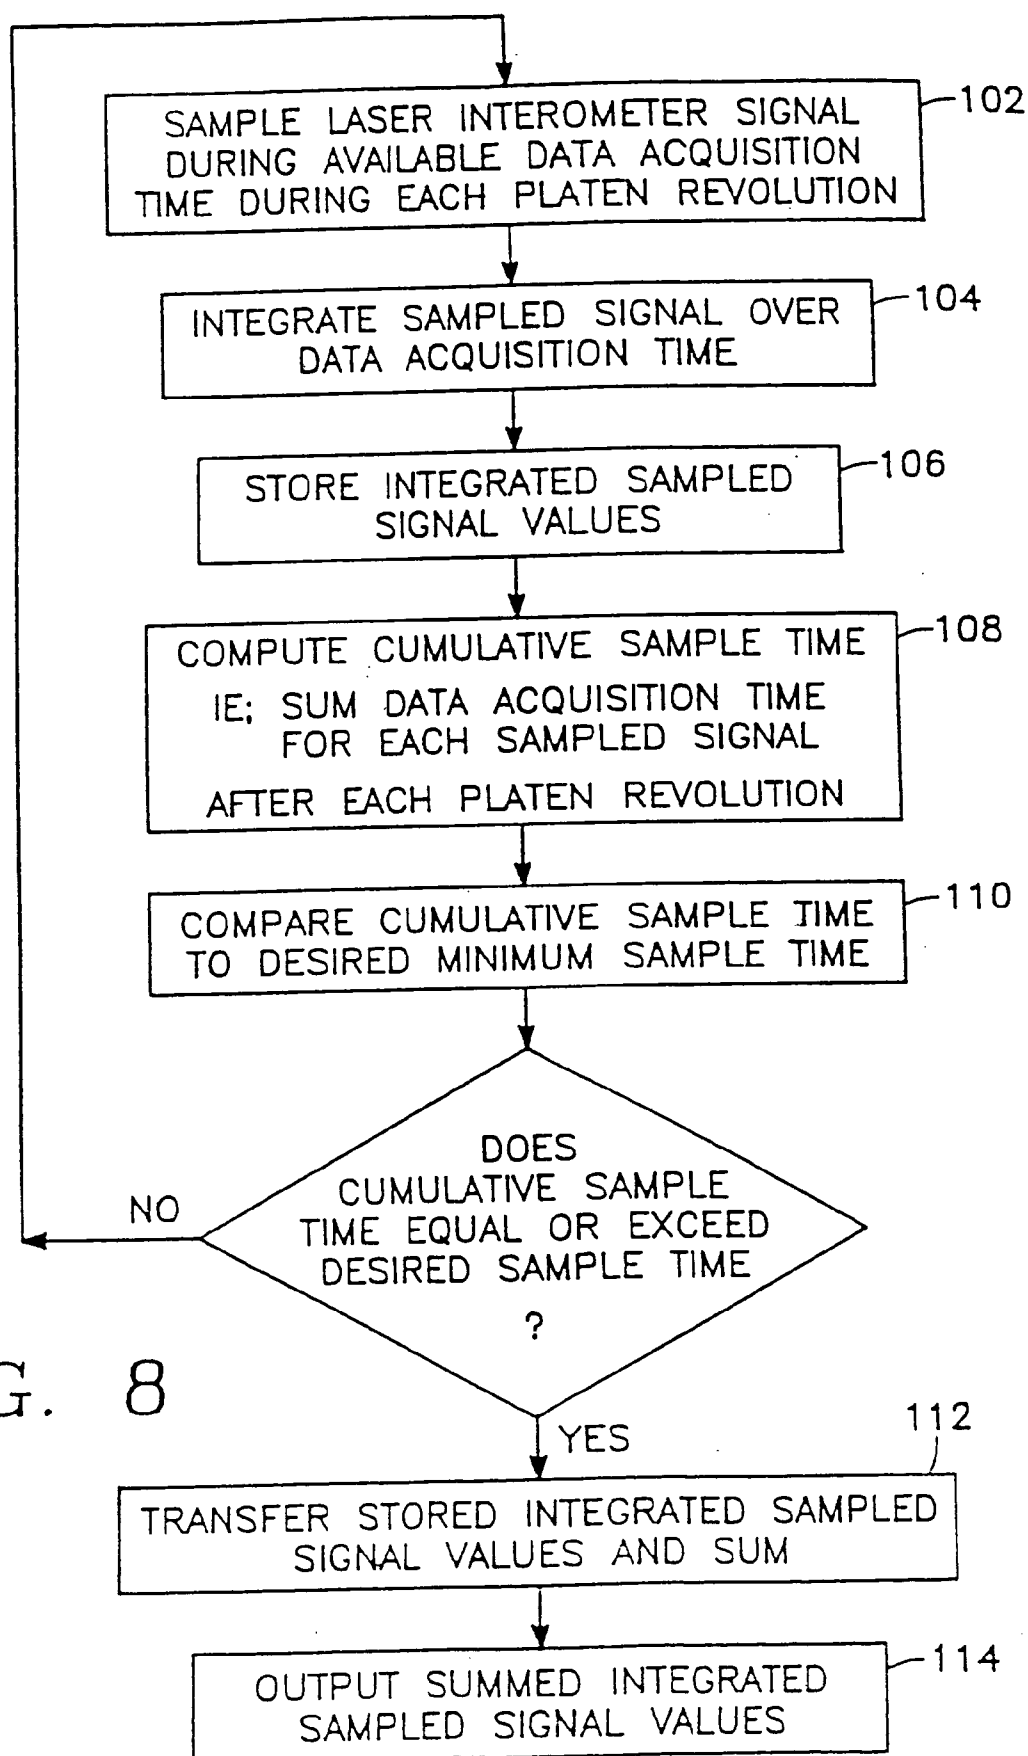 SAMPLE LASER INTEROMETER SIGNAL
DURING AVAILABLE DATA ACQUISITION
TIME DURING EACH PLATEN REVOLUTION
102
INTEGRATE SAMPLED SIGNAL OVER
DATA ACQUISITION TIME
104
STORE INTEGRATED SAMPLED
SIGNAL VALUES
106
COMPUTE CUMULATIVE SAMPLE TIME
IE; SUM DATA ACQUISITION TIME
FOR EACH SAMPLED SIGNAL
AFTER EACH PLATEN REVOLUTION
108
COMPARE CUMULATIVE SAMPLE TIME
TO DESIRED MINIMUM SAMPLE TIME
110
DOES
CUMULATIVE SAMPLE
TIME EQUAL OR EXCEED
DESIRED SAMPLE TIME
?
NO
G. 8
YES
112
TRANSFER STORED INTEGRATED SAMPLED
SIGNAL VALUES AND SUM
OUTPUT SUMMED INTEGRATED
SAMPLED SIGNAL VALUES
114